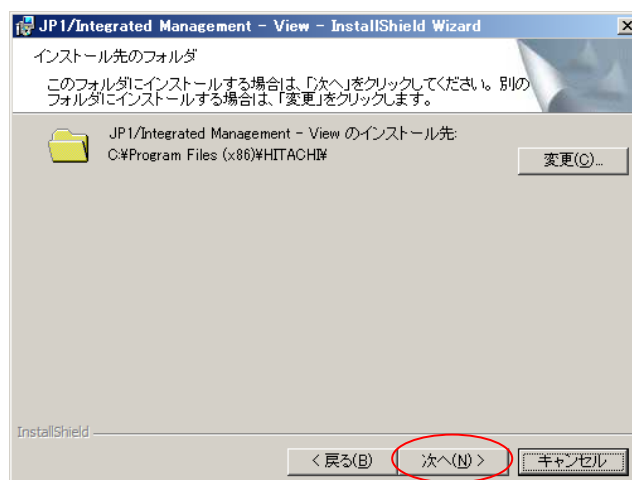 JP1/Integrated Management - View - InstallShield Wizard
インストール先のフォルダ
このフォルダにインストールする場合は、「次へ」をクリックしてください。別の
フォルダにインストールする場合は、「変更」をクリックします。
JP1/Integrated Management - View のインストール先:
C:¥Program Files (x86)¥HITACHI¥
変更(C)...
InstallShield
< 戻る(B)
次へ(N) >
キャンセル